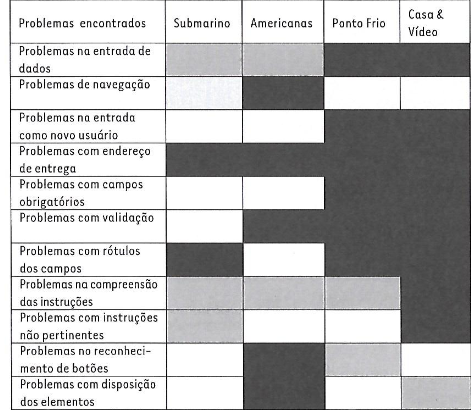 Problemas encontrados
Submarino
Americanas
Ponto Frio
Casa &
Vídeo
Problemas na entrada de
dados
Problemas de navegação
Problemas na entrada
como novo usuário
Problemas com endereço
de entrega
Problemas com campos
obrigatórios
Problemas com validação
Problemas com rótulos
dos campos
Problemas na compreensão
das instruções
Problemas com instruções
não pertinentes
Problemas no reconheci-
mento de botões
Problemas com disposição
dos elementos